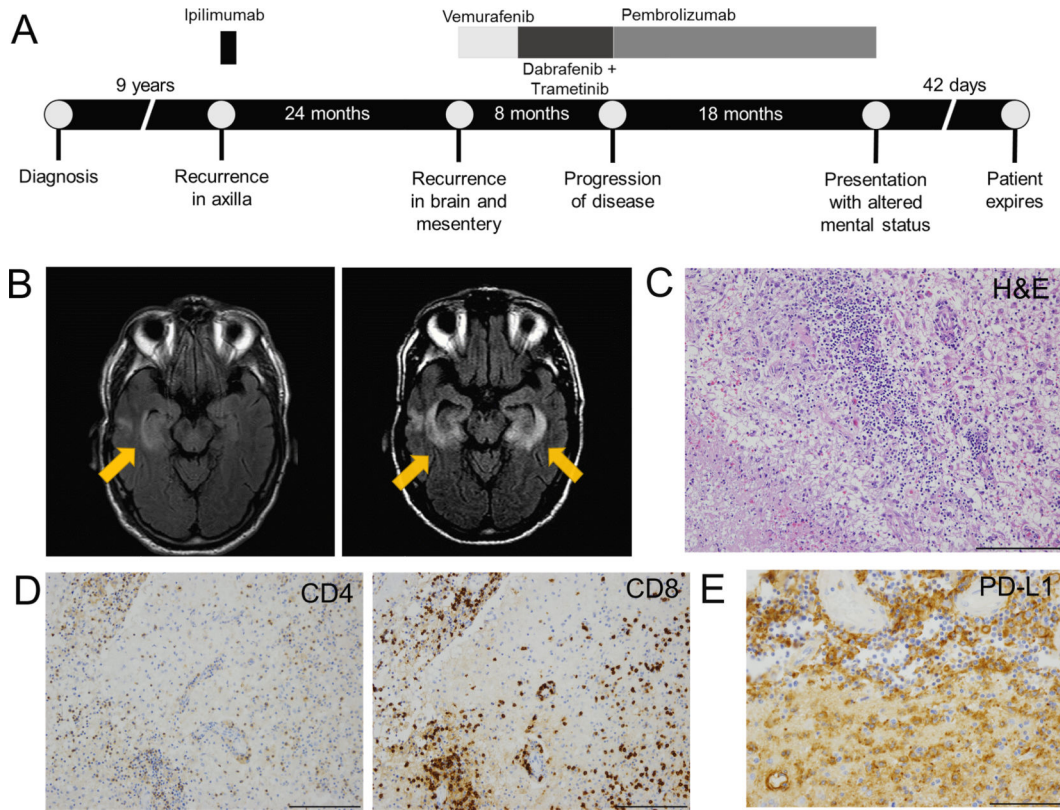 A
Ipilimumab
Vemurafenib
Pembrolizumab
Dabrafenib +
Trametinib
9 years
24 months
8 months
18 months
42 days
Diagnosis
Recurrence
in axilla
Recurrence
in brain and
mesentery
Progression
of disease
Presentation
with altered
mental status
Patient
expires
B
C
H&E
D
CD4
CD8
E
PD-L1